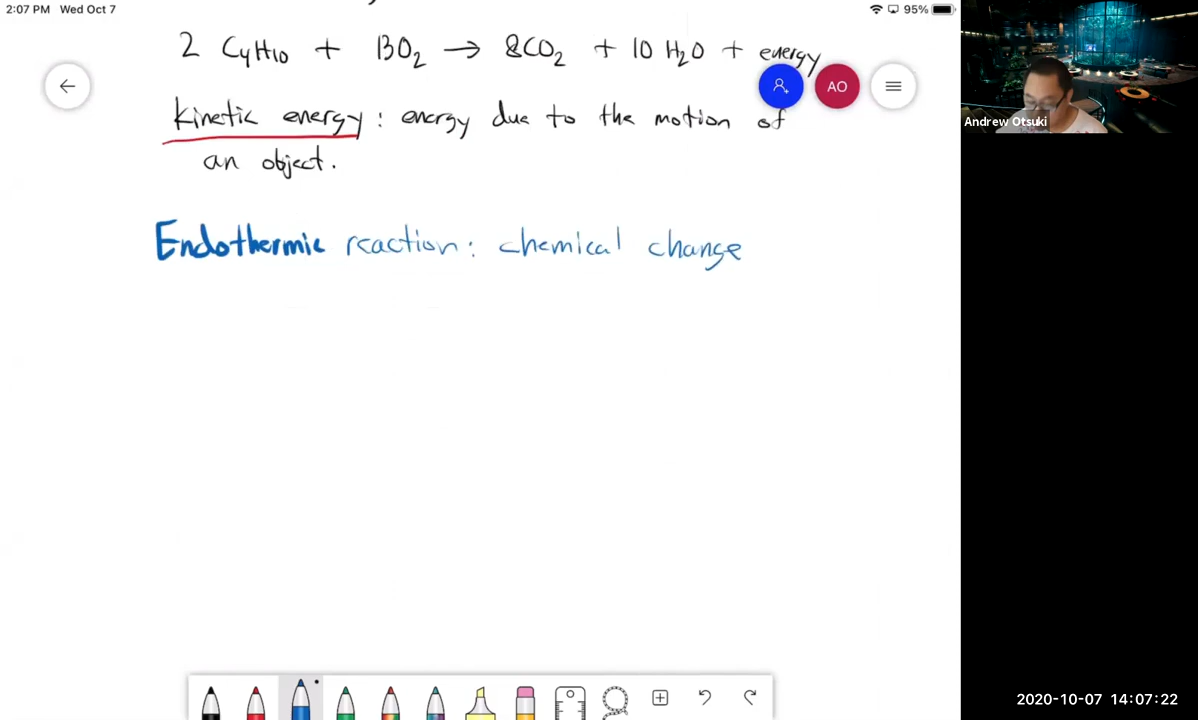 2:07 PM Wed Oct 7
95%
2 C4H10 + 13O2 → 8CO2 + 10 H2O + energy
AO
Kinetic energy : energy due to the motion of
an object.
Endothermic reaction: chemical change
Andrew Otsuki
2020-10-07 14:07:22